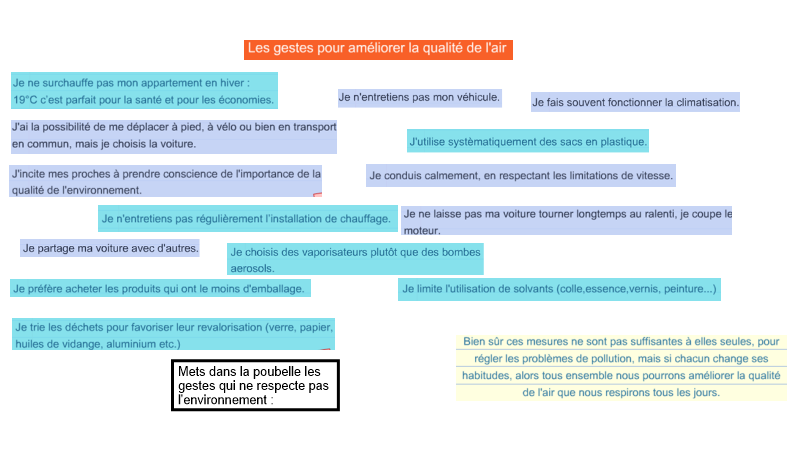 Les gestes pour améliorer la qualité de l'air
Je ne surchauffe pas mon appartement en hiver :
19°C c'est parfait pour la santé et pour les économies.
Je n'entretiens pas mon véhicule.
Je fais souvent fonctionner la climatisation.
J'ai la possibilité de me déplacer à pied, à vélo ou bien en transport
en commun, mais je choisis la voiture.
J'utilise systèmatiquement des sacs en plastique.
J'incite mes proches à prendre conscience de l'importance de la
qualité de l'environnement.
Je conduis calmement, en respectant les limitations de vitesse.
Je n'entretiens pas régulièrement l'installation de chauffage.
Je ne laisse pas ma voiture tourner longtemps au ralenti, je coupe le
moteur.
Je partage ma voiture avec d'autres.
Je choisis des vaporisateurs plutôt que des bombes
aerosols.
Je préfère acheter les produits qui ont le moins d'emballage.
Je limite l'utilisation de solvants (colle,essence,vernis, peinture...)
Je trie les déchets pour favoriser leur revalorisation (verre, papier,
huiles de vidange, aluminium etc.)
Mets dans la poubelle les
gestes qui ne respecte pas
l'environnement :
Bien sûr ces mesures ne sont pas suffisantes à elles seules, pour
régler les problèmes de pollution, mais si chacun change ses
habitudes, alors tous ensemble nous pourrons améliorer la qualité
de l'air que nous respirons tous les jours.